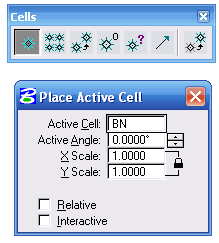 Cells
Place Active Cell
Active Cell: BN
Active Angle: 0.0000°
X Scale: 1.0000
Y Scale: 1.0000
Relative
Interactive